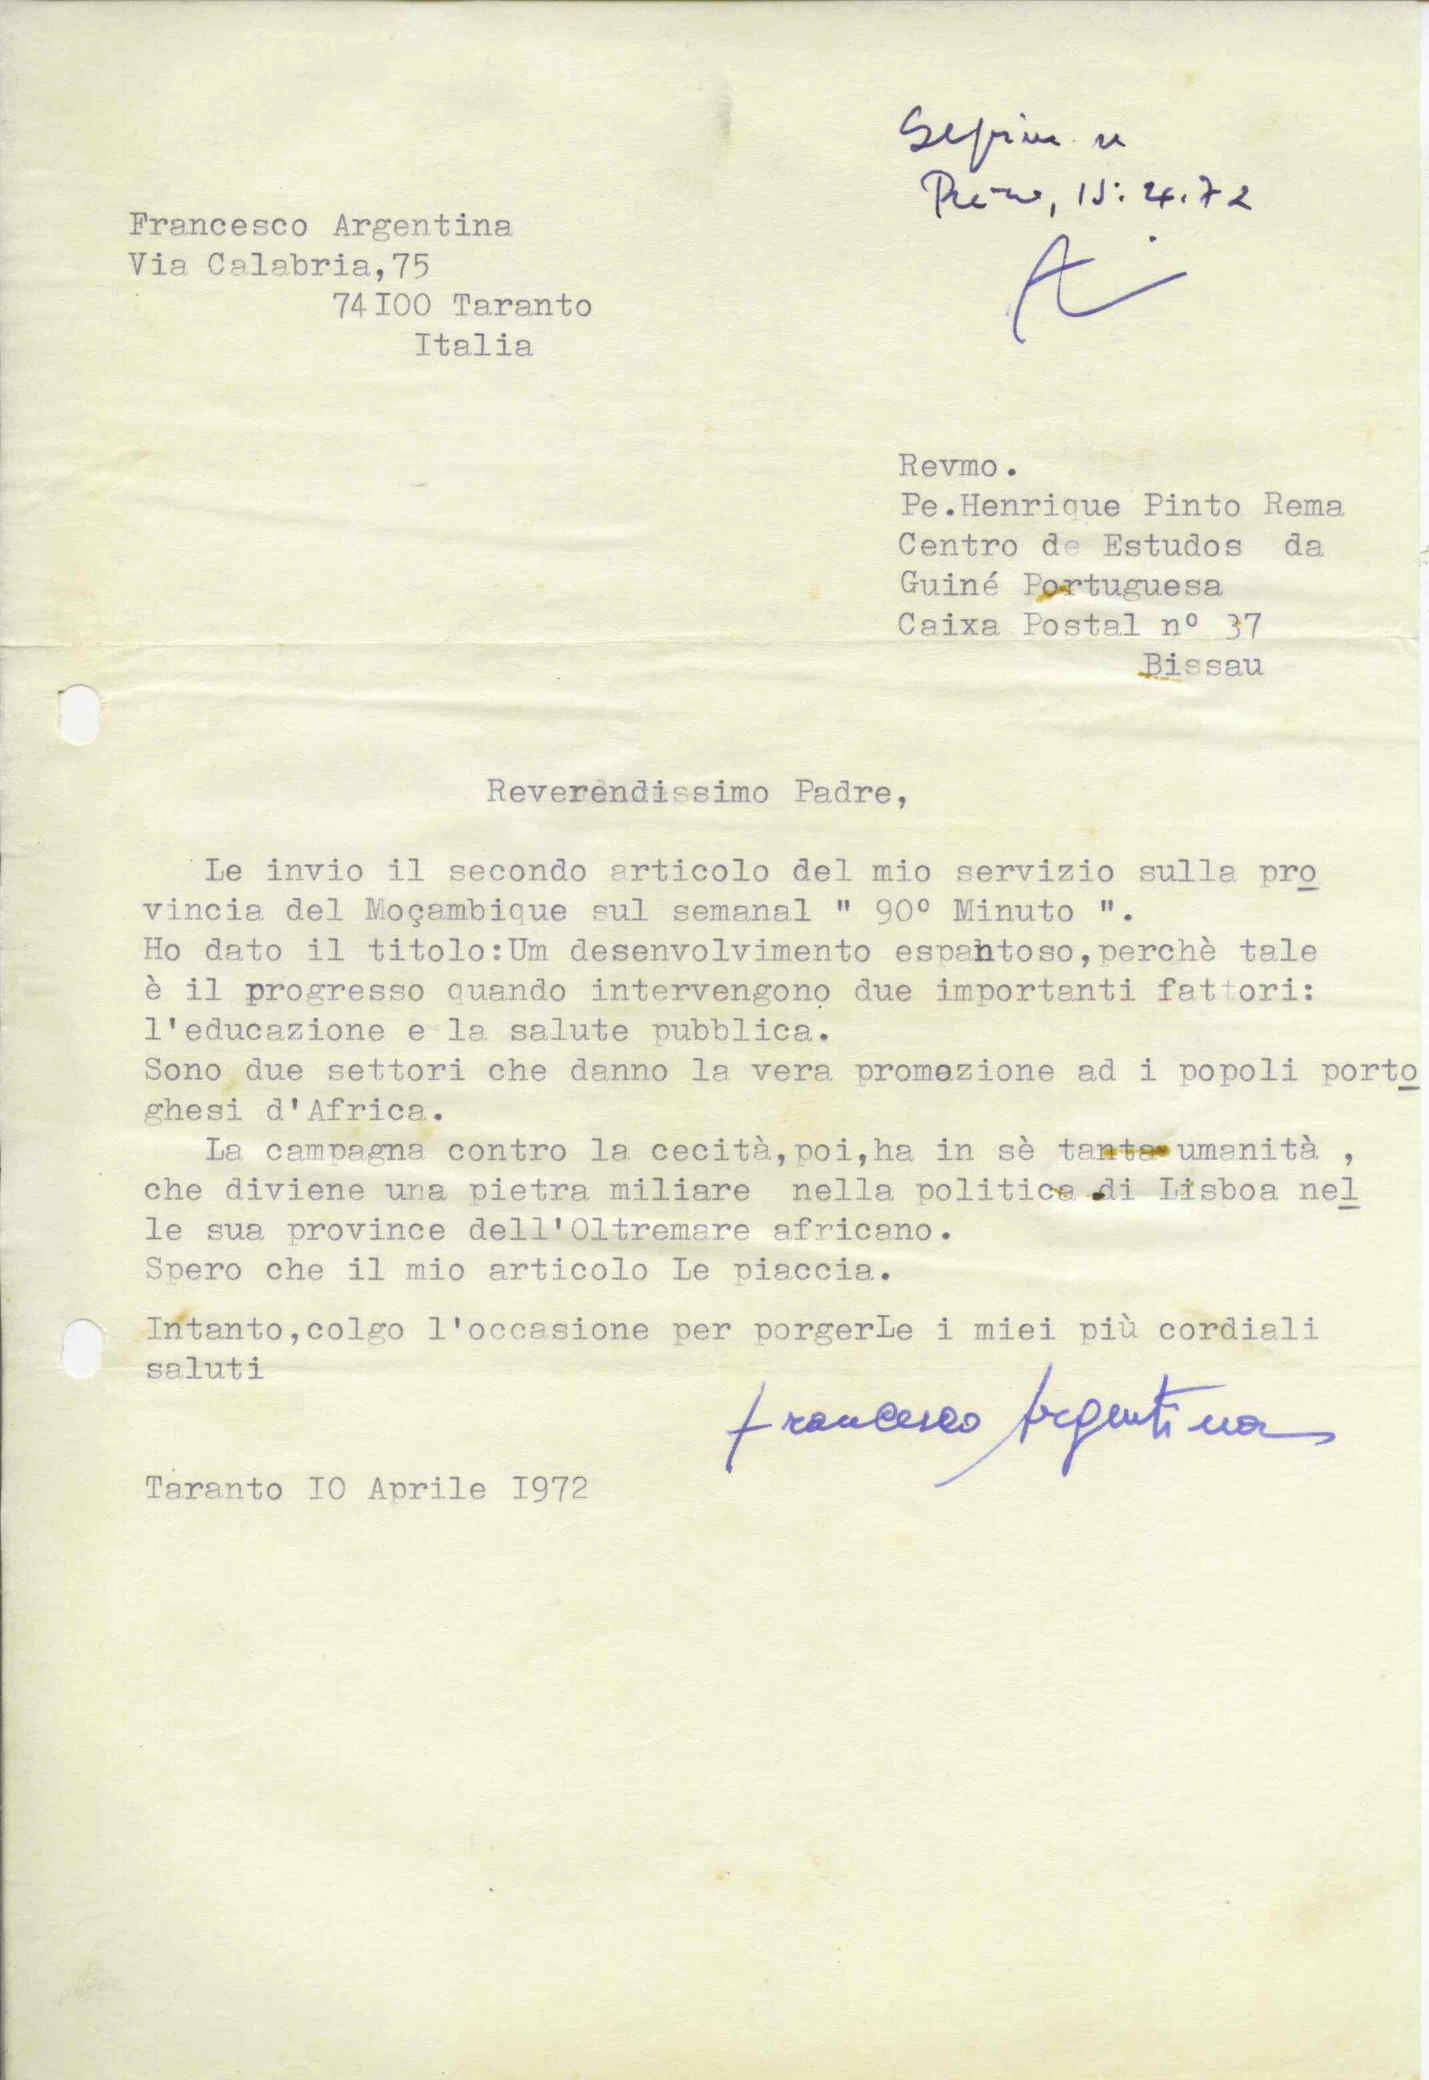 15.4.72
Francesco Argentina
Via Calabria,75
74I00 Taranto
Italia
Revmo.
Pe.Henrique Pinto Rema
Centro de Estudos da
Guiné Portuguesa
Caixa Postal nº 37
Bissau
Reverendissimo Padre,
Le invio il secondo articolo del mio servizio sulla pro
vincia del Moçambique sul semanal " 90º Minuto ".
Ho dato il titolo:Um desenvolvimento espantoso,perchè tale
è il progresso quando intervengono due importanti fattori:
l'educazione e la salute pubblica.
Sono due settori che danno la vera promozione ad i popoli porto
ghesi d'Africa.
La campagna contro la cecità,poi,ha in sè tanta umanità ,
che diviene una pietra miliare nella politica di Lisboa nel
le sua province dell'Oltremare africano.
Spero che il mio articolo Le piaccia.
Intanto,colgo l'occasione per porgerLe i miei più cordiali
saluti
Francesco Argentina
Taranto I0 Aprile I972